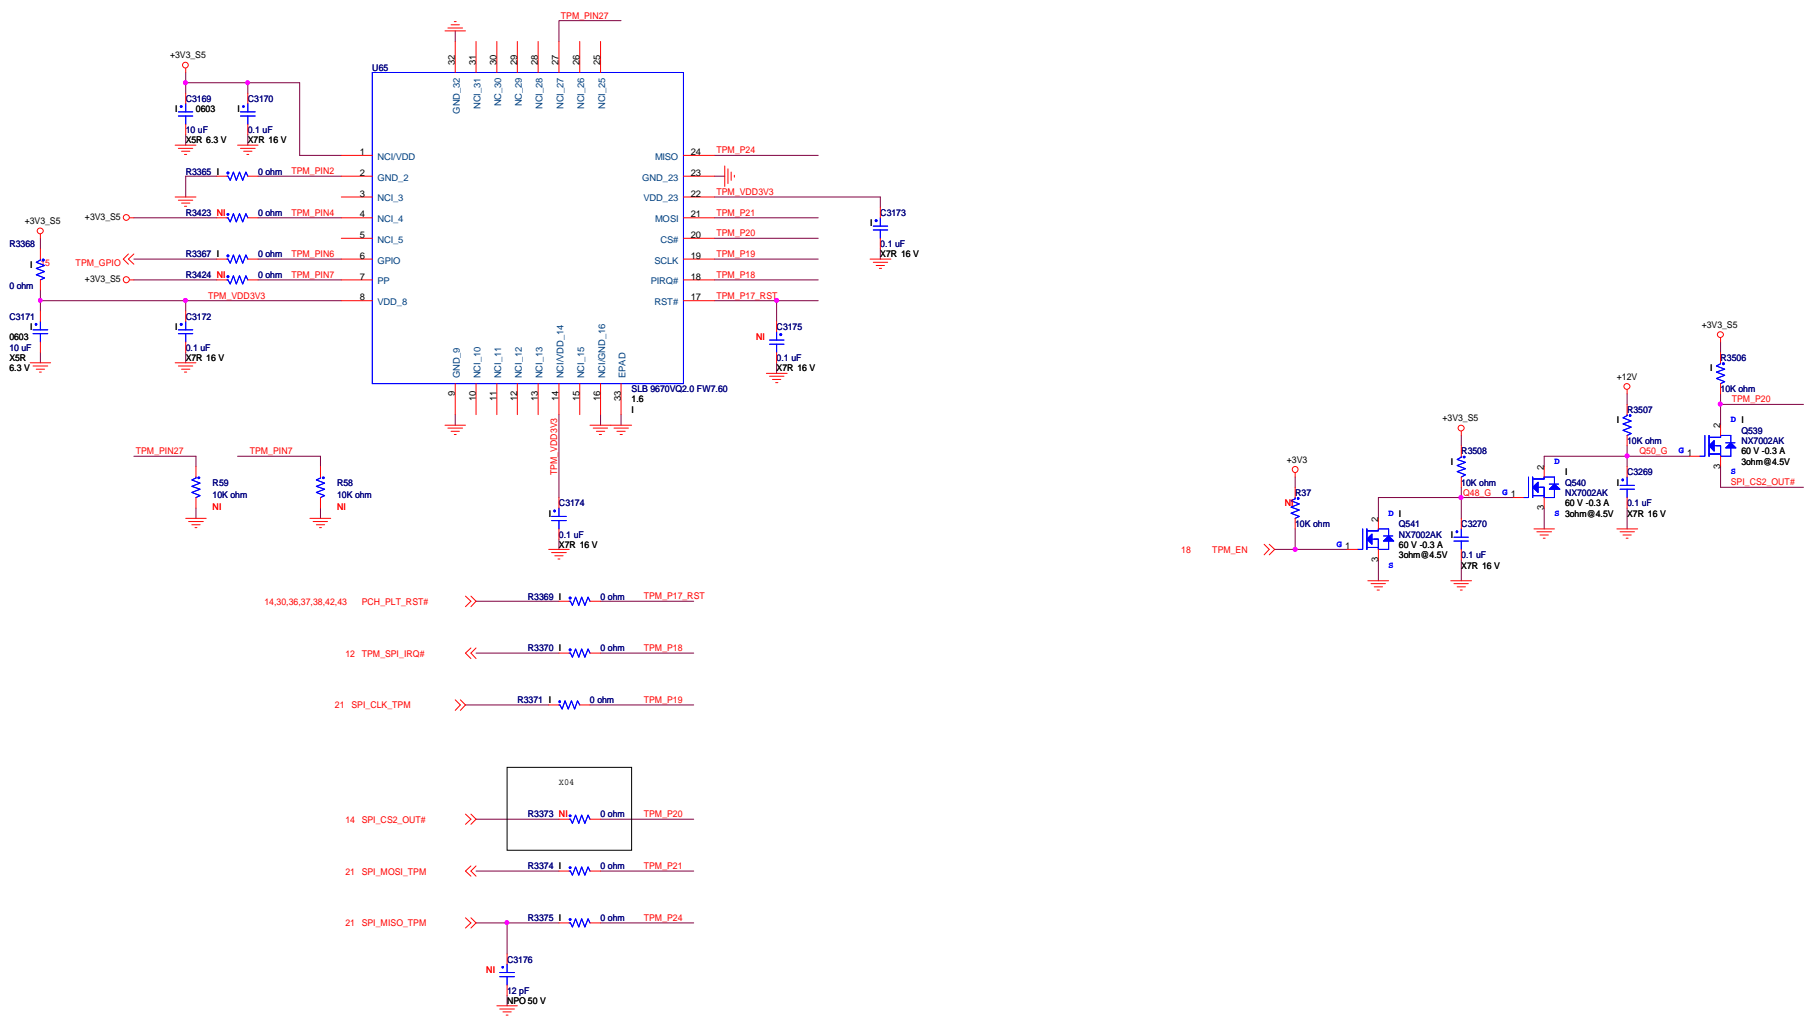 TPM_PIN27
+3V3_S5
32
31
30
29
28
27
26
25
U65
GND_32
NCI_31
NC_30
NC_29
NCI_28
NCI_27
NCI_26
NCI_25
C3169
I 0603
10 uF
X5R 6.3 V
C3170
I
0.1 uF
X7R 16 V
1 NCI/VDD
R3365 I 0 ohm TPM_PIN2 2 GND_2
3 NCI_3
+3V3_S5 R3423 NI 0 ohm TPM_PIN4 4 NCI_4
5 NCI_5
TPM_GPIO R3367 I 0 ohm TPM_PIN6 6 GPIO
+3V3_S5 R3424 NI 0 ohm TPM_PIN7 7 PP
TPM_VDD3V3 8 VDD_8
+3V3_S5
R3368
I
5
0 ohm
C3171
I
0603
10 uF
X5R
6.3 V
C3172
I
0.1 uF
X7R 16 V
MISO 24 TPM_P24
GND_23 23
VDD_23 22 TPM_VDD3V3
MOSI 21 TPM_P21
CS# 20 TPM_P20
SCLK 19 TPM_P19
PIRQ# 18 TPM_P18
RST# 17 TPM_P17_RST
C3173
I
0.1 uF
X7R 16 V
C3175
NI
0.1 uF
X7R 16 V
GND_9
NCI_10
NCI_11
NCI_12
NCI_13
NCI/VDD_14
NCI_15
NCI/GND_16
EPAD
9
10
11
12
13
14
15
16
33
SLB 9670VQ2.0 FW7.60
1.6
I
TPM_VDD3V3
C3174
I
0.1 uF
X7R 16 V
TPM_PIN27
R59
10K ohm
NI
TPM_PIN7
R58
10K ohm
NI
14,30,36,37,38,42,43 PCH_PLT_RST# R3369 I 0 ohm TPM_P17_RST
12 TPM_SPI_IRQ# R3370 I 0 ohm TPM_P18
21 SPI_CLK_TPM R3371 I 0 ohm TPM_P19
X04
14 SPI_CS2_OUT# R3373 NI 0 ohm TPM_P20
21 SPI_MOSI_TPM R3374 I 0 ohm TPM_P21
21 SPI_MISO_TPM R3375 I 0 ohm TPM_P24
C3176
NI
12 pF
NPO 50 V
18 TPM_EN
+3V3
R37
NI
10K ohm
G 1
2 D I
Q541
NX7002AK
60 V -0.3 A
3ohm@4.5V
3 S
+3V3_S5
R3508
I
10K ohm
Q48_G G 1
C3270
I
0.1 uF
X7R 16 V
D 2 I
Q540
NX7002AK
60 V -0.3 A
3ohm@4.5V
3 S
+12V
R3507
I
10K ohm
Q50_G G 1
C3269
I
0.1 uF
X7R 16 V
+3V3_S5
R3506
I
10K ohm
TPM_P20
2 D I
Q539
NX7002AK
60 V -0.3 A
3ohm@4.5V
3 S
SPI_CS2_OUT#